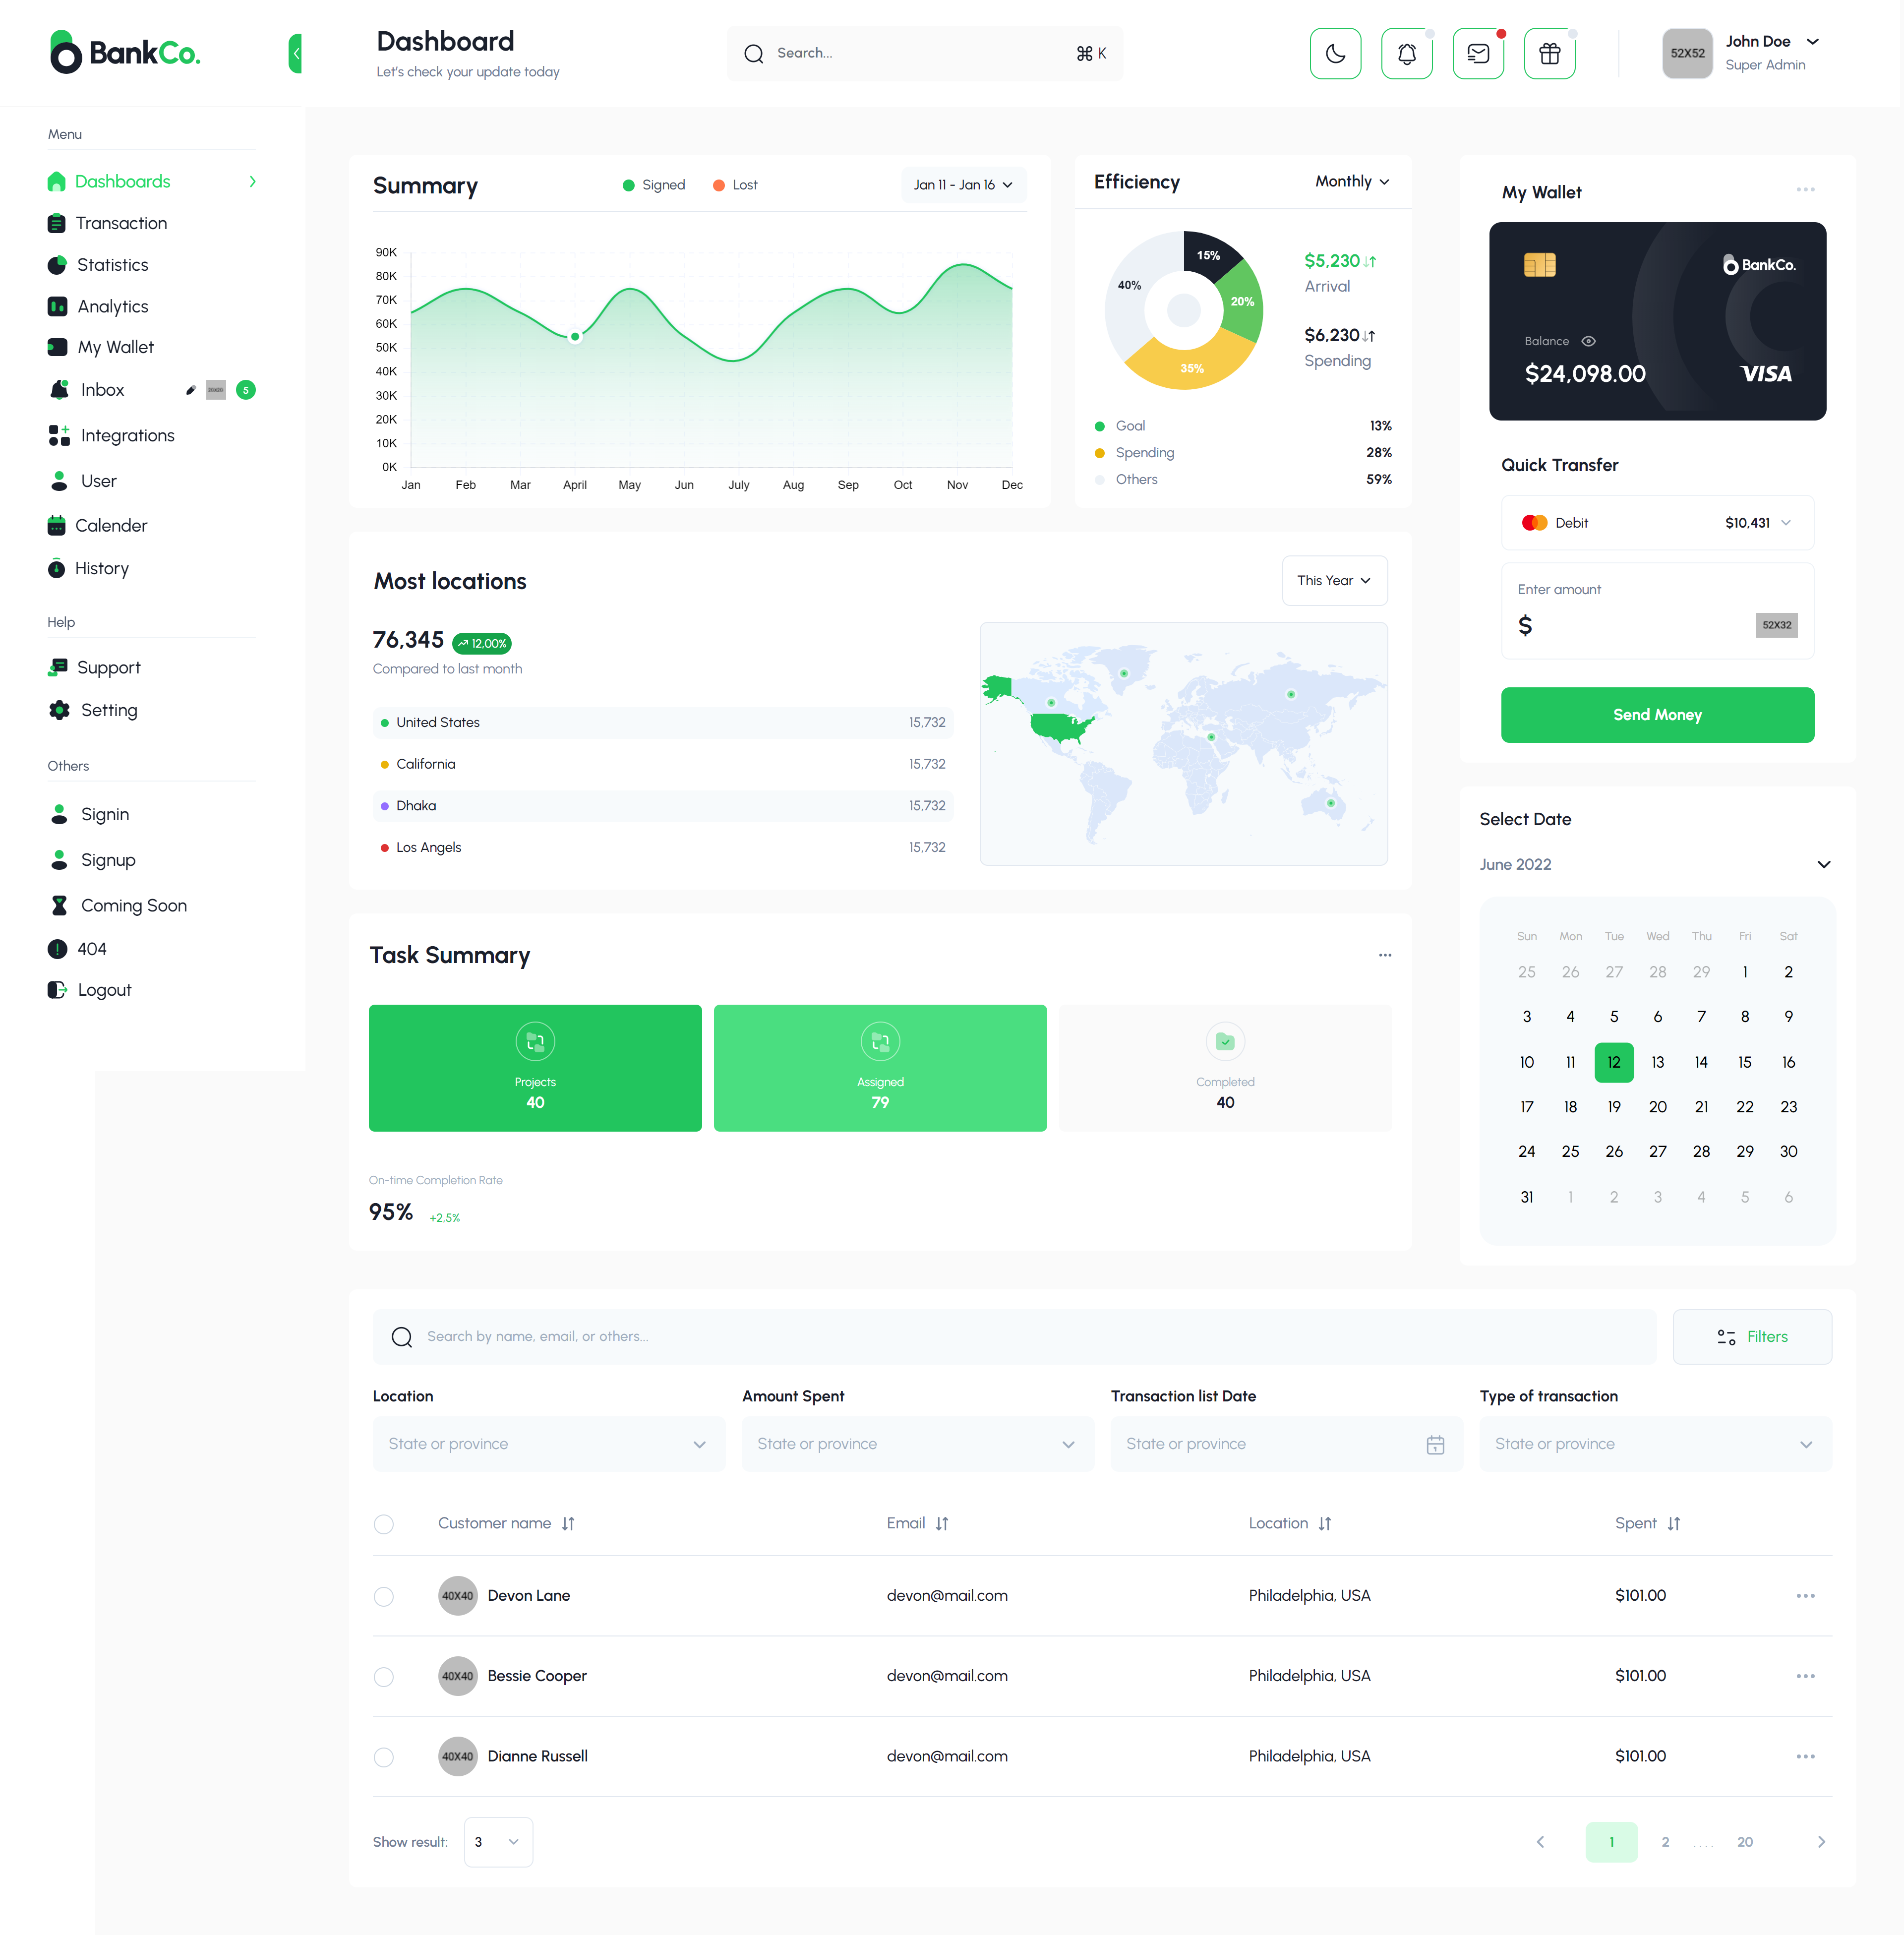 BankCo.
Dashboard
Let's check your update today
Search...
⌘ K
52X52
John Doe
Super Admin
Menu
Dashboards
Transaction
Statistics
Analytics
My Wallet
Inbox
5
Integrations
User
Calender
History
Help
Support
Setting
Others
Signin
Signup
Coming Soon
404
Logout
Summary
Signed
Lost
Jan 11 - Jan 16
90K
80K
70K
60K
50K
40K
30K
20K
10K
0K
Jan Feb Mar April May Jun July Aug Sep Oct Nov Dec
Efficiency
Monthly
15%
20%
35%
40%
$5,230
Arrival
$6,230
Spending
Goal 13%
Spending 28%
Others 59%
My Wallet
BankCo.
Balance
$24,098.00
VISA
Quick Transfer
Debit $10,431
Enter amount
$
52X32
Send Money
Most locations
This Year
76,345
12,00%
Compared to last month
United States 15,732
California 15,732
Dhaka 15,732
Los Angels 15,732
Select Date
June 2022
Sun Mon Tue Wed Thu Fri Sat
25 26 27 28 29 1 2
3 4 5 6 7 8 9
10 11 12 13 14 15 16
17 18 19 20 21 22 23
24 25 26 27 28 29 30
31 1 2 3 4 5 6
Task Summary
Projects
40
Assigned
79
Completed
40
On-time Completion Rate
95% +2,5%
Search by name, email, or others...
Filters
Location
State or province
Amount Spent
State or province
Transaction list Date
State or province
Type of transaction
State or province
Customer name Email Location Spent
40X40 Devon Lane devon@mail.com Philadelphia, USA $101.00
40X40 Bessie Cooper devon@mail.com Philadelphia, USA $101.00
40X40 Dianne Russell devon@mail.com Philadelphia, USA $101.00
Show result: 3
1 2 .... 20